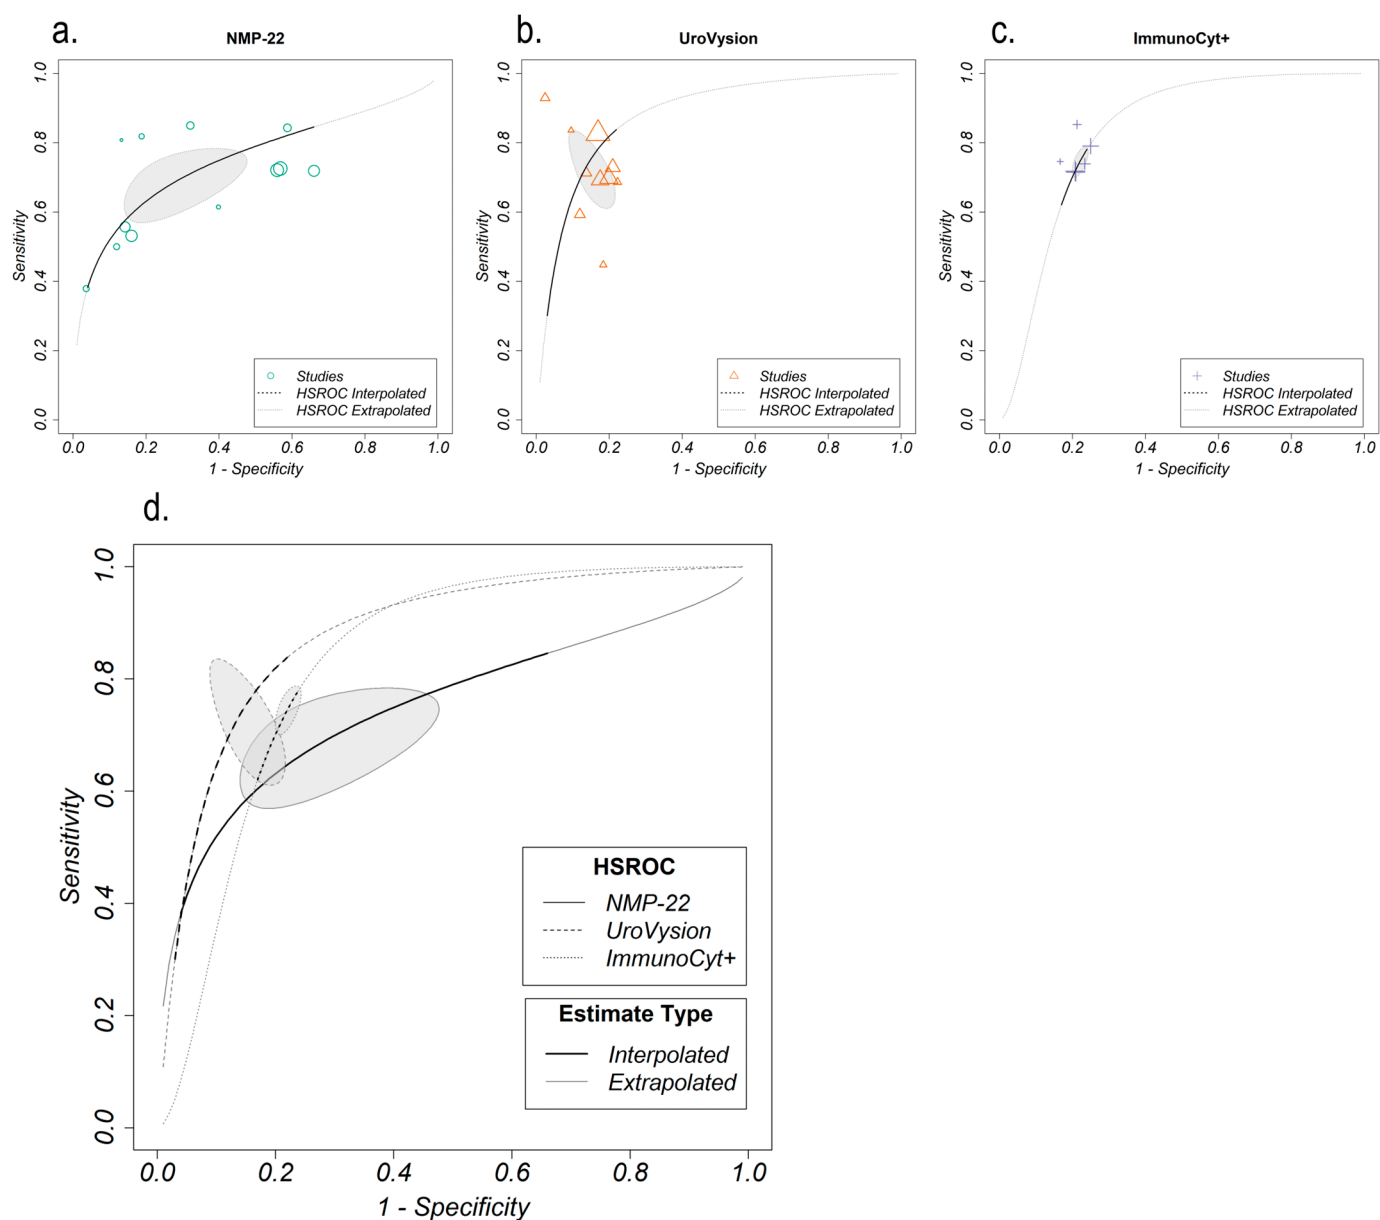 a.
NMP-22
Sensitivity
1.0
0.8
0.6
0.4
0.2
0.0
Studies
HSROC Interpolated
HSROC Extrapolated
0.0 0.2 0.4 0.6 0.8 1.0
1 - Specificity
b.
UroVysion
Sensitivity
1.0
0.8
0.6
0.4
0.2
0.0
Studies
HSROC Interpolated
HSROC Extrapolated
0.0 0.2 0.4 0.6 0.8 1.0
1 - Specificity
c.
ImmunoCyt+
Sensitivity
1.0
0.8
0.6
0.4
0.2
0.0
Studies
HSROC Interpolated
HSROC Extrapolated
0.0 0.2 0.4 0.6 0.8 1.0
1 - Specificity
d.
Sensitivity
1.0
0.8
0.6
0.4
0.2
0.0
HSROC
NMP-22
UroVysion
ImmunoCyt+
Estimate Type
Interpolated
Extrapolated
0.0 0.2 0.4 0.6 0.8 1.0
1 - Specificity